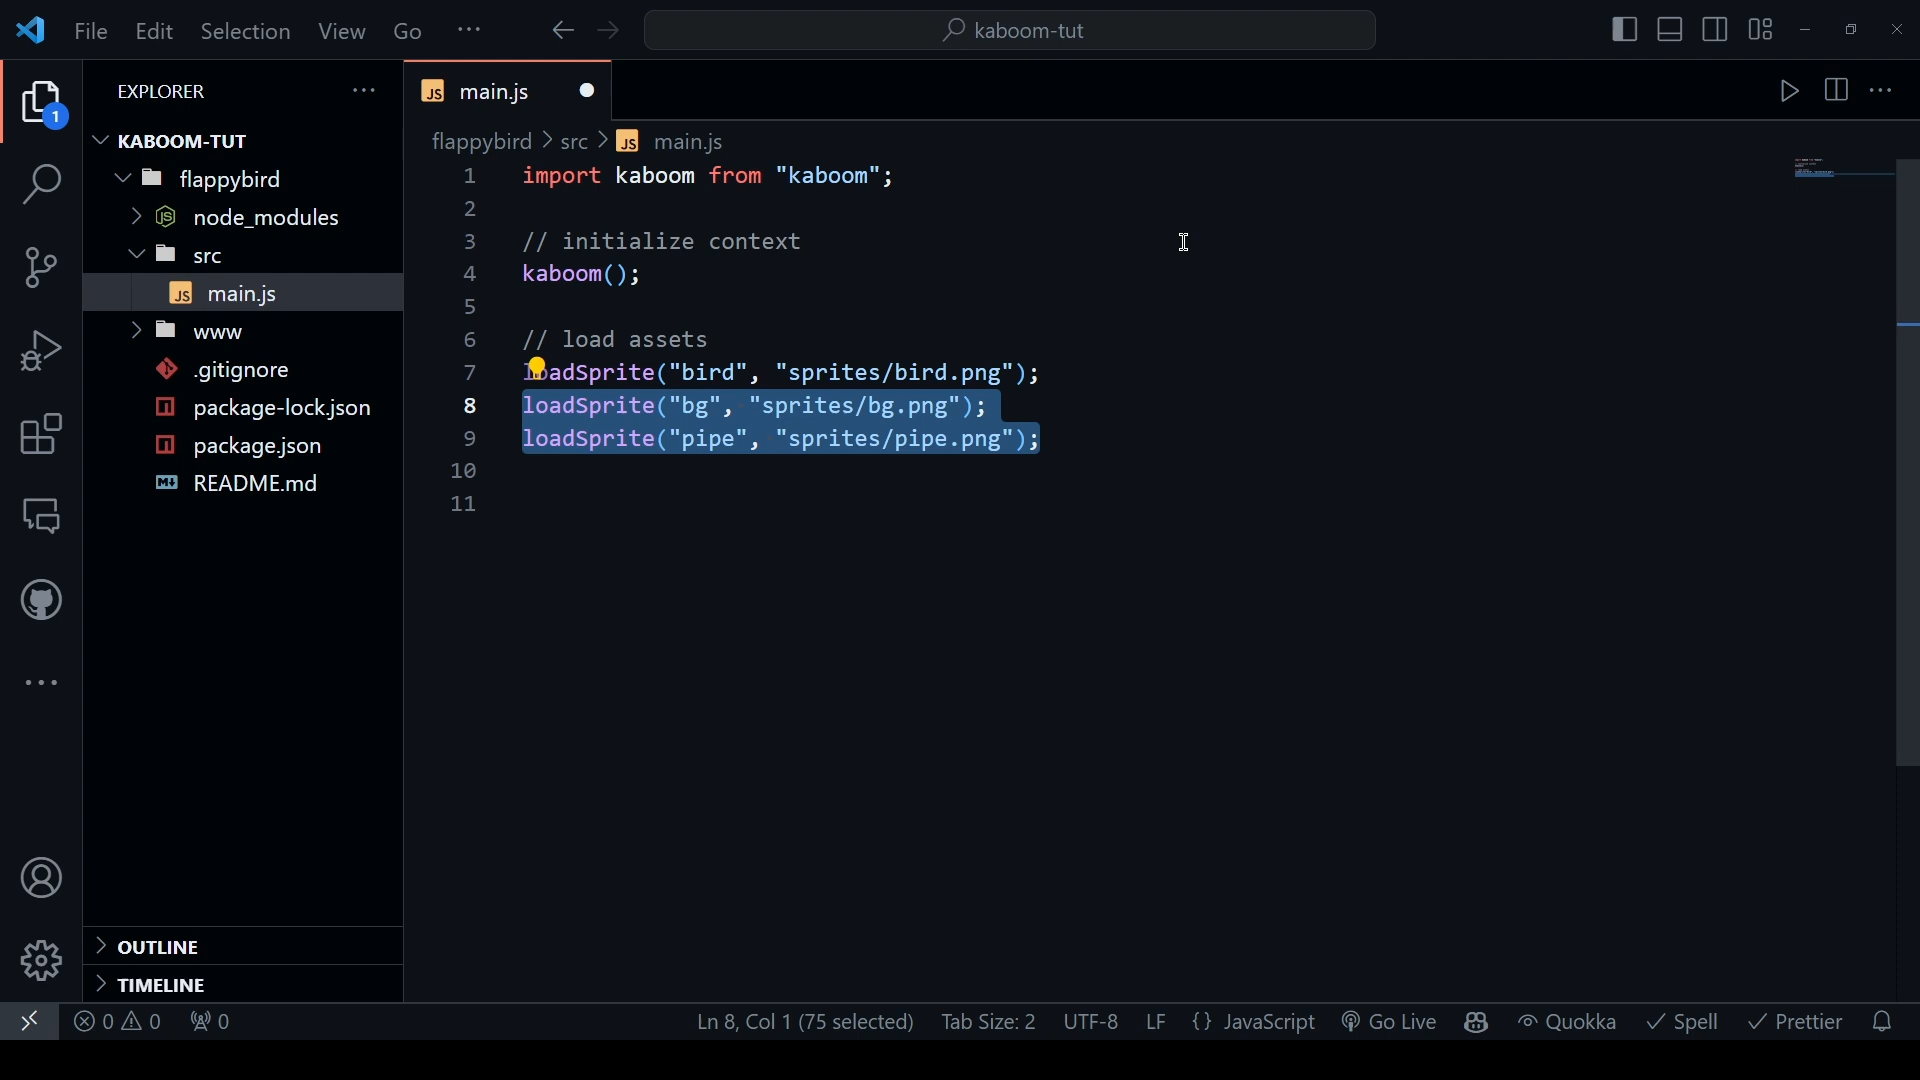 File Edit Selection View Go ··· kaboom-tut
EXPLORER ···
1
KABOOM-TUT
flappybird
node_modules
src
JS main.js
www
.gitignore
package-lock.json
package.json
README.md
OUTLINE
TIMELINE
JS main.js
flappybird > src > JS main.js
1 import kaboom from "kaboom";
2
3 // initialize context
4 kaboom();
5
6 // load assets
7 loadSprite("bird", "sprites/bird.png");
8 loadSprite("bg", "sprites/bg.png");
9 loadSprite("pipe", "sprites/pipe.png");
10
11
0 0 0 Ln 8, Col 1 (75 selected) Tab Size: 2 UTF-8 LF {} JavaScript Go Live Quokka Spell Prettier